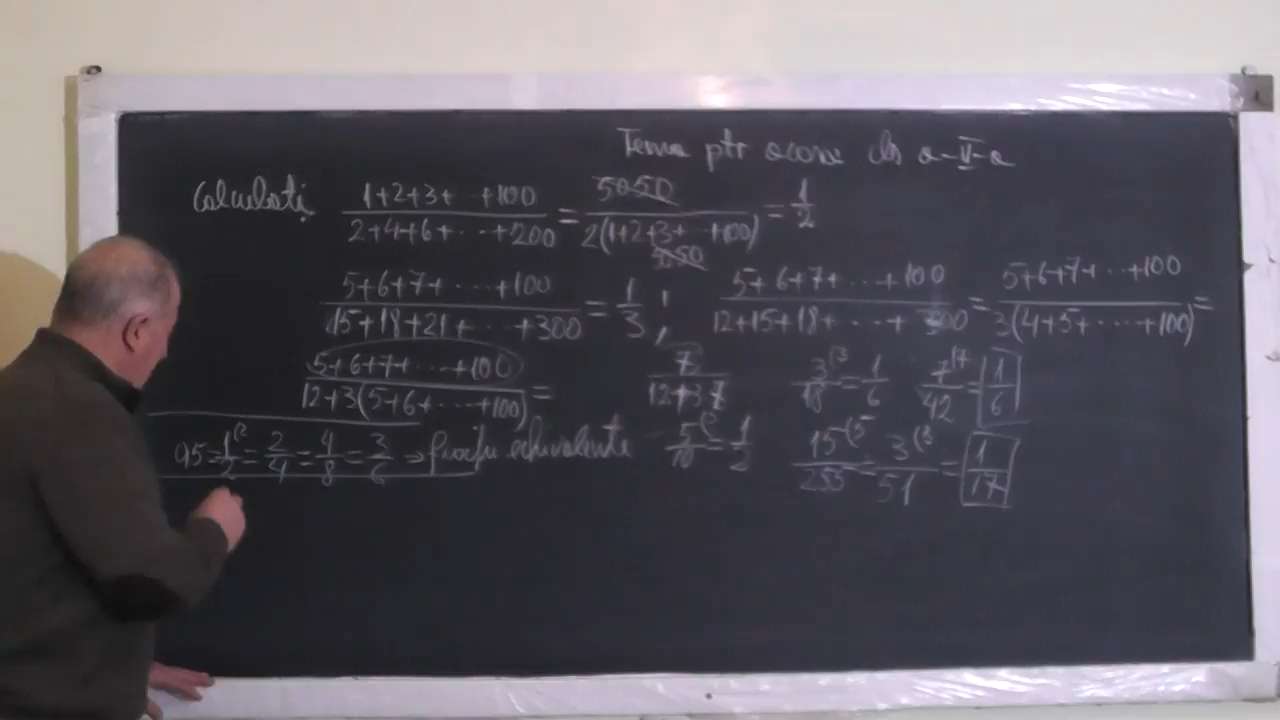 Tema ptr acasa cls a-V-a
Calculați 1+2+3+...+100 / 2+4+6+...+200 = 5050 / 2(1+2+3+...+100) 5050 = 1/2
5+6+7+...+100 / 15+18+21+...+300 = 1/3 ; 5+6+7+...+100 / 12+15+18+...+300 = 5+6+7+...+100 / 3(4+5+...+100) =
5+6+7+...+100 / 12+3(5+6+...+100) = 7 / 12+3·7 3 (3 / 18 = 1/6 7 (7 / 42 = 1/6
= 1/2 = 2/4 = 4/8 = 3/6 ⇒ echivalente 5 / 10 = 1/2 15 (5 / 255 = 3 (3 / 51 = 1/17